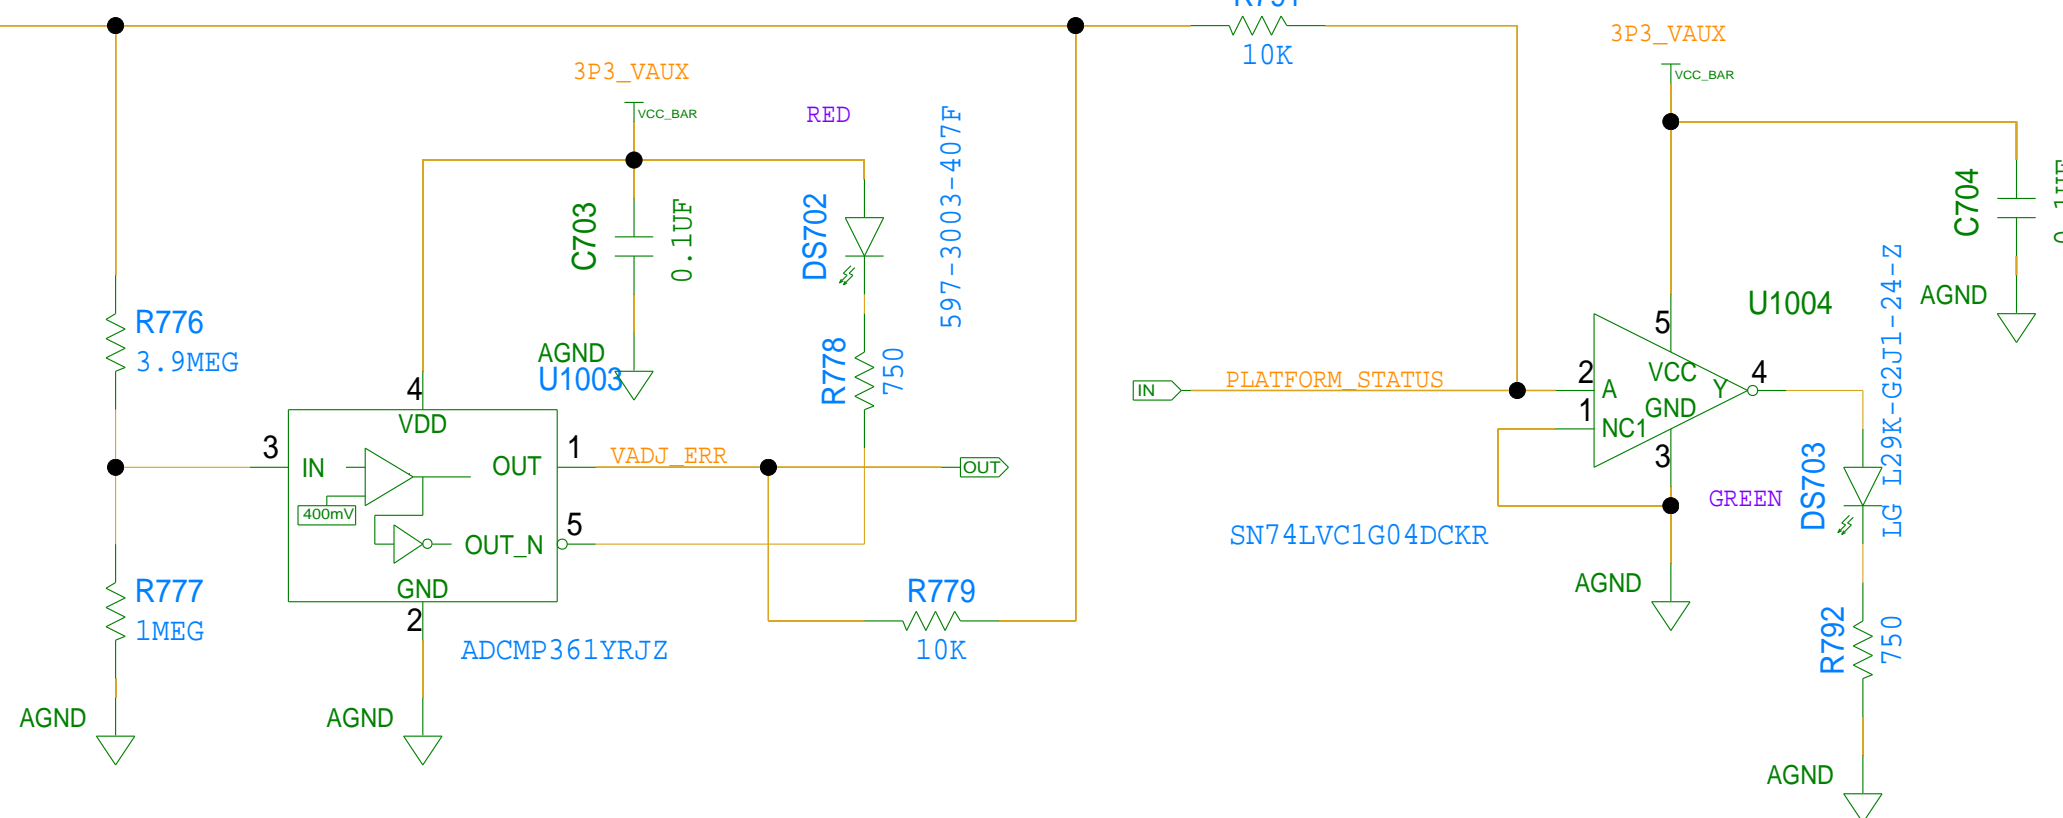 10K
3P3_VAUX
VCC_BAR
3P3_VAUX
VCC_BAR
RED
597-3003-407F
DS702
C703
0.1UF
C704
AGND
R776
3.9MEG
AGND
U1003
R778
750
U1004
LG L29K-G2J1-24-Z
5
VCC
4
Y
2
A
GND
1
NC1
3
IN
PLATFORM_STATUS
4
VDD
3
IN
400mV
OUT
1
VADJ_ERR
OUT
OUT_N
5
GND
2
ADCMP361YRJZ
GREEN
DS703
SN74LVC1G04DCKR
AGND
R777
1MEG
R779
10K
R792
750
AGND
AGND
AGND